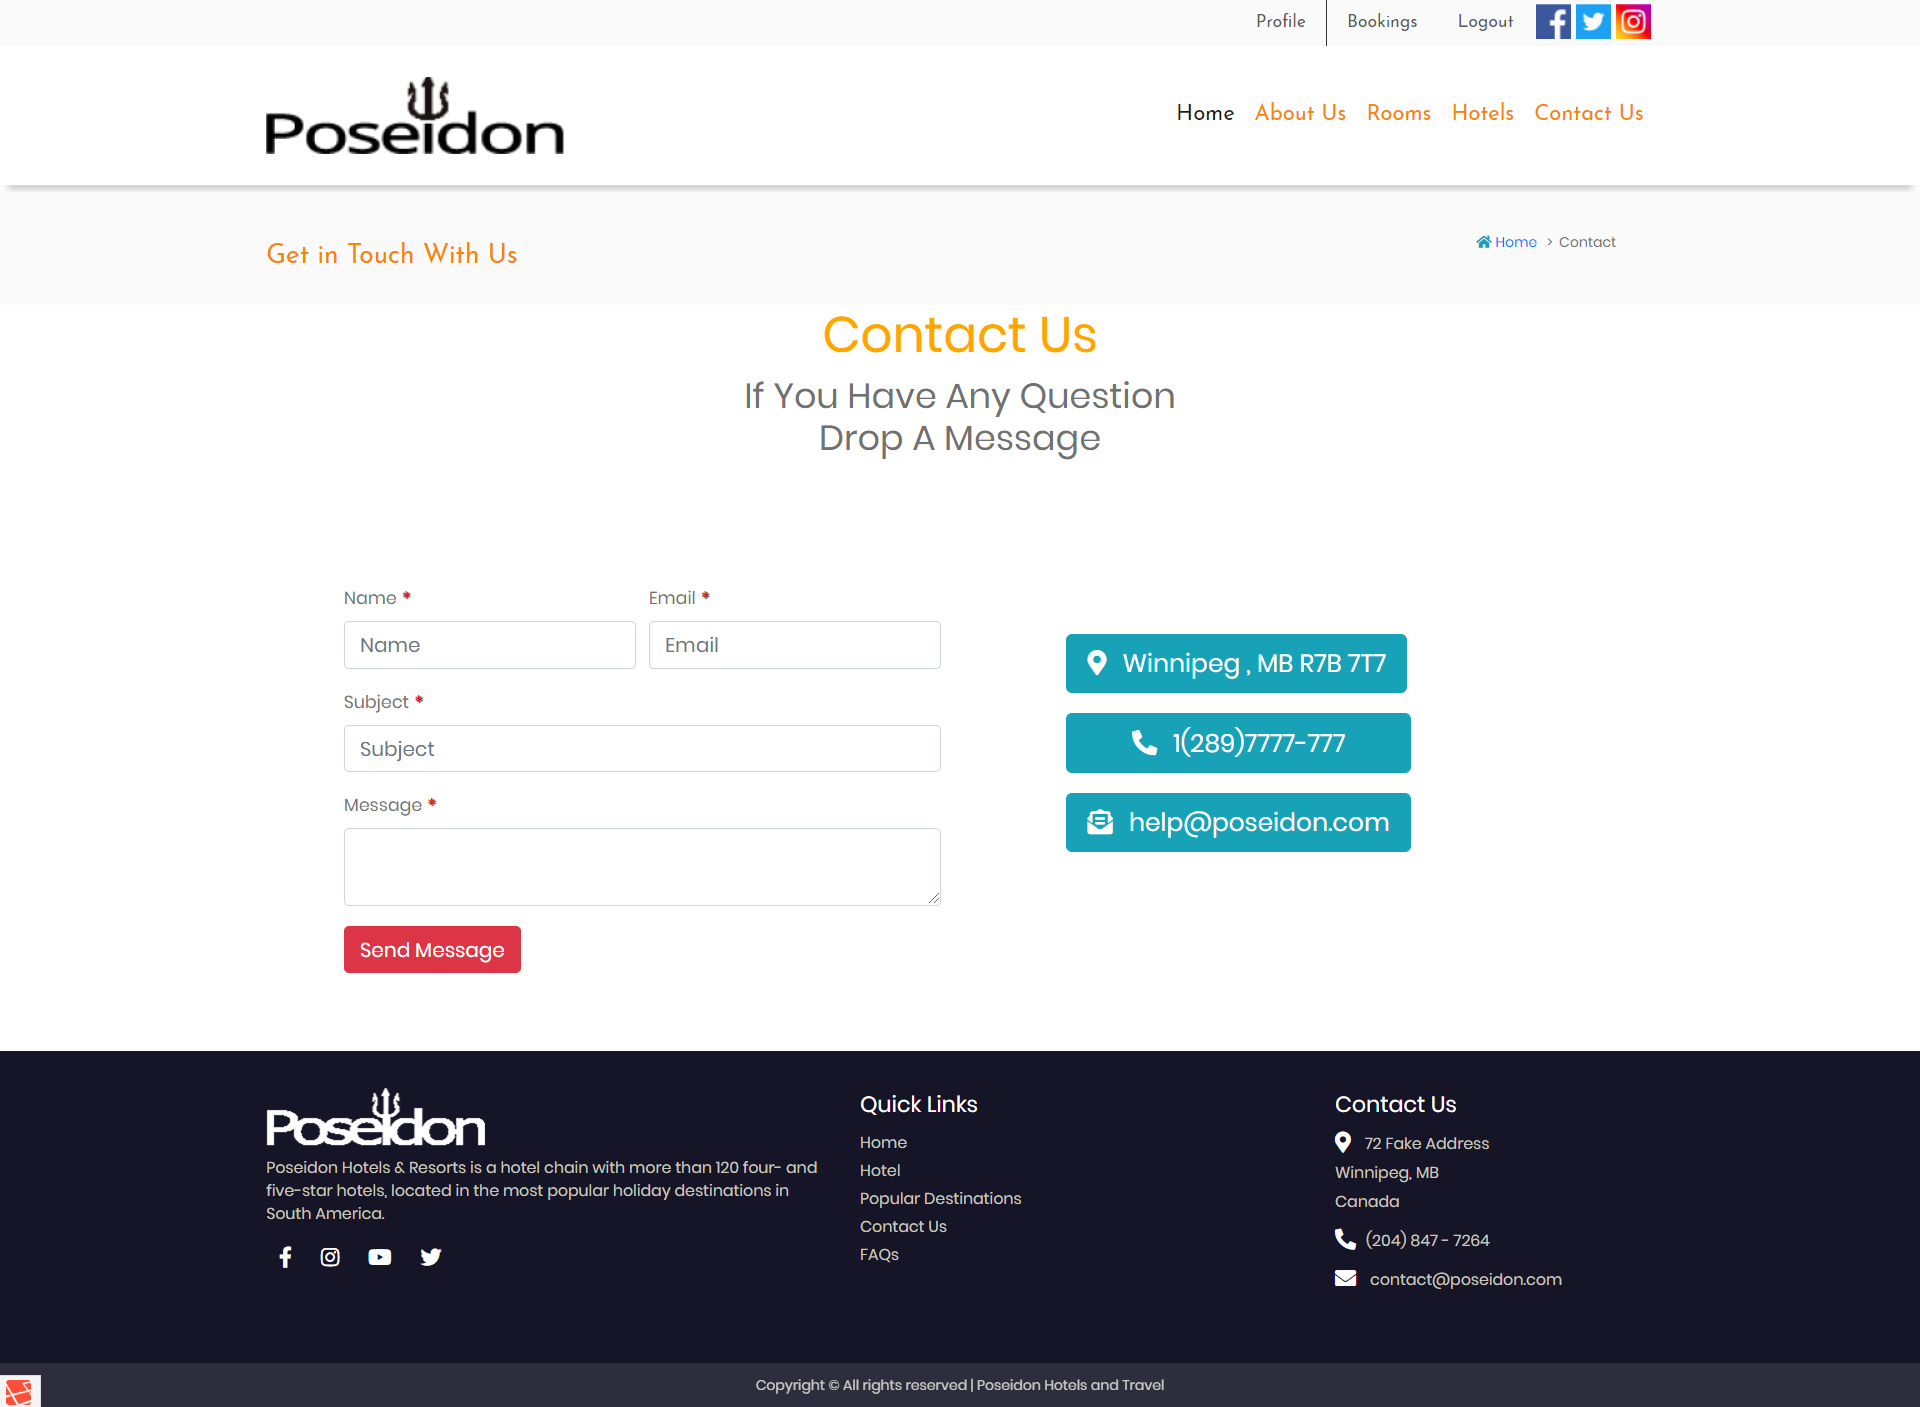 Profile Bookings Logout
Poseidon
Home About Us Rooms Hotels Contact Us
Get in Touch With Us
Home > Contact
Contact Us
If You Have Any Question
Drop A Message
Name * Email *
Name Email
Subject *
Subject
Message *
Send Message
Winnipeg , MB R7B 7T7
1(289)7777-777
help@poseidon.com
Poseidon
Poseidon Hotels & Resorts is a hotel chain with more than 120 four- and
five-star hotels, located in the most popular holiday destinations in
South America.
Quick Links
Home
Hotel
Popular Destinations
Contact Us
FAQs
Contact Us
72 Fake Address
Winnipeg, MB
Canada
(204) 847 - 7264
contact@poseidon.com
Copyright © All rights reserved | Poseidon Hotels and Travel